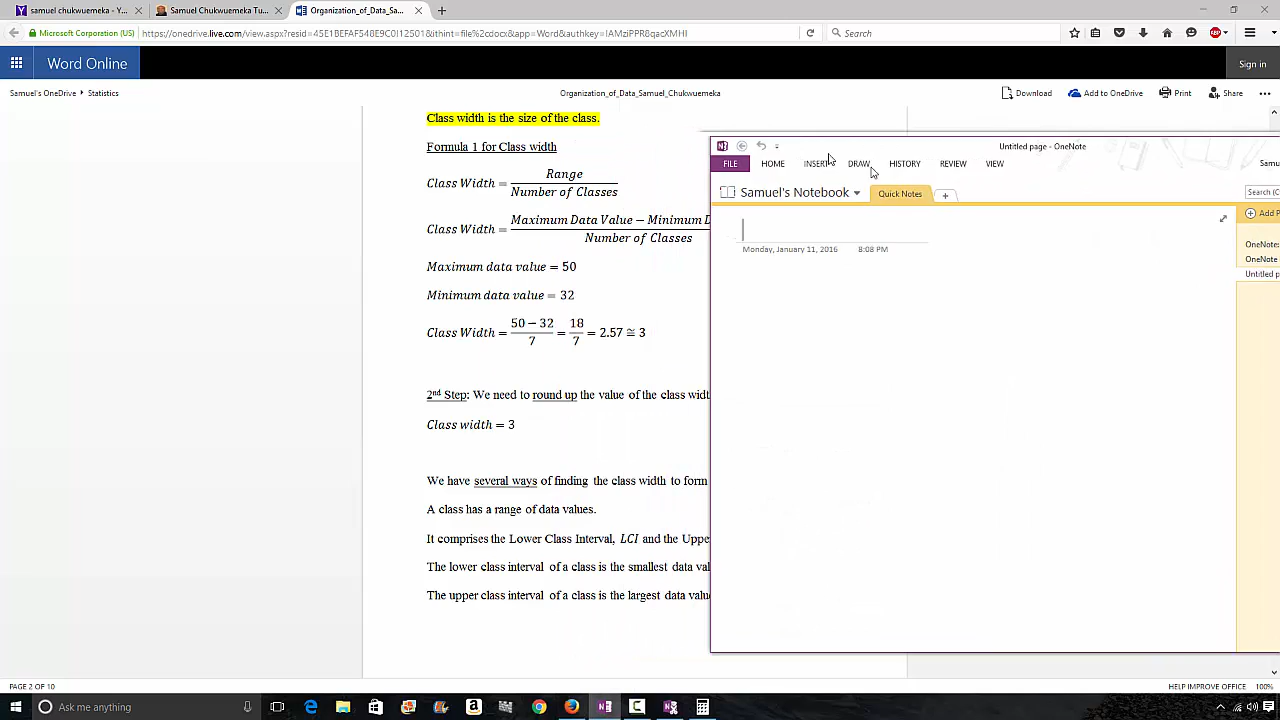 samuel chukwuemeka - Y...
Samuel Chukwuemeka Tu...
Organization_of_Data_Sa...
Microsoft Corporation (US)
https://onedrive.live.com/view.aspx?resid=45E1BEFAF548E9C0!12501&ithint=file%2cdocx&app=Word&authkey=!AMziPPR8qacXMHI
Search
ABP
Word Online
Sign in
Samuel's OneDrive ▸ Statistics
Organization_of_Data_Samuel_Chukwuemeka
Download
Add to OneDrive
Print
Share
Class width is the size of the class.
Formula 1 for Class width
Class Width = Range / Number of Classes
Class Width = Maximum Data Value − Minimum D / Number of Classes
Maximum data value = 50
Minimum data value = 32
Class Width = 50 − 32 / 7 = 18 / 7 = 2.57 ≅ 3
2nd Step: We need to round up the value of the class widt
Class width = 3
We have several ways of finding the class width to form
A class has a range of data values.
It comprises the Lower Class Interval, LCI and the Uppe
The lower class interval of a class is the smallest data val
The upper class interval of a class is the largest data value
Untitled page - OneNote
FILE
HOME
INSERT
DRAW
HISTORY
REVIEW
VIEW
Samu
Samuel's Notebook
Quick Notes
Search (C
Add P
Monday, January 11, 2016
8:08 PM
OneNote:
OneNote
Untitled p
PAGE 2 OF 10
HELP IMPROVE OFFICE
100%
Ask me anything